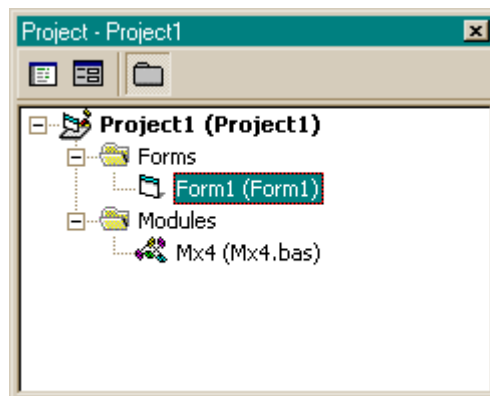 Project - Project1
Project1 (Project1)
Forms
Form1 (Form1)
Modules
Mx4 (Mx4.bas)